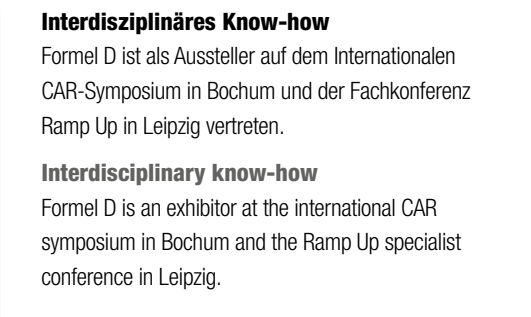 Interdisziplinäres Know-how
Formel D ist als Aussteller auf dem Internationalen
CAR-Symposium in Bochum und der Fachkonferenz
Ramp Up in Leipzig vertreten.
Interdisciplinary know-how
Formel D is an exhibitor at the international CAR
symposium in Bochum and the Ramp Up specialist
conference in Leipzig.